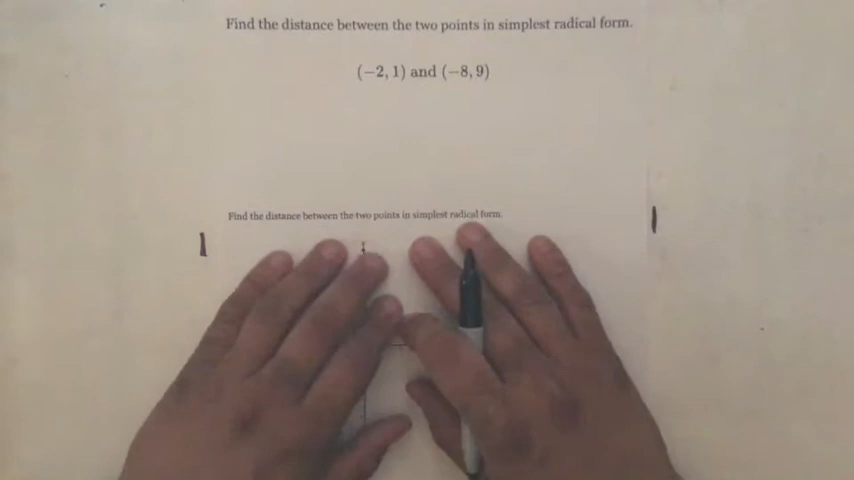 Find the distance between the two points in simplest radical form.
(−2, 1) and (−8, 9)
Find the distance between the two points in simplest radical form.